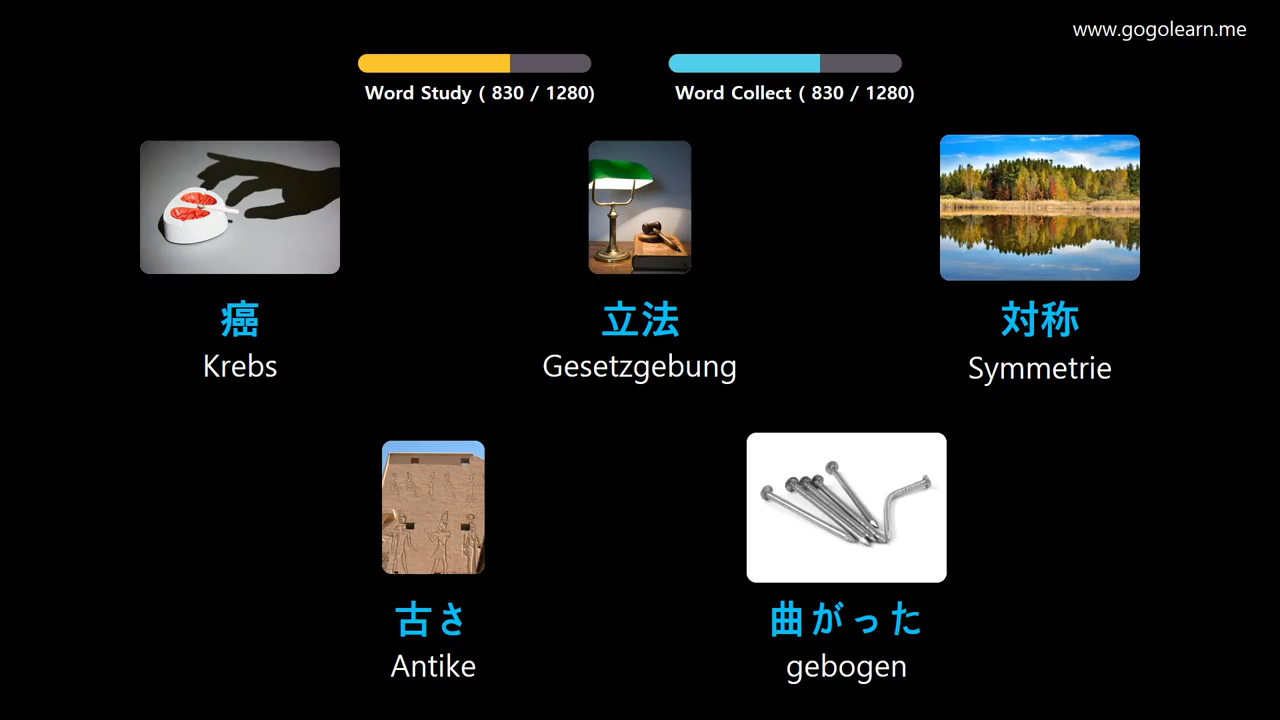 www.gogolearn.me
Word Study ( 830 / 1280)
Word Collect ( 830 / 1280)
癌
Krebs
立法
Gesetzgebung
対称
Symmetrie
古さ
Antike
曲がった
gebogen